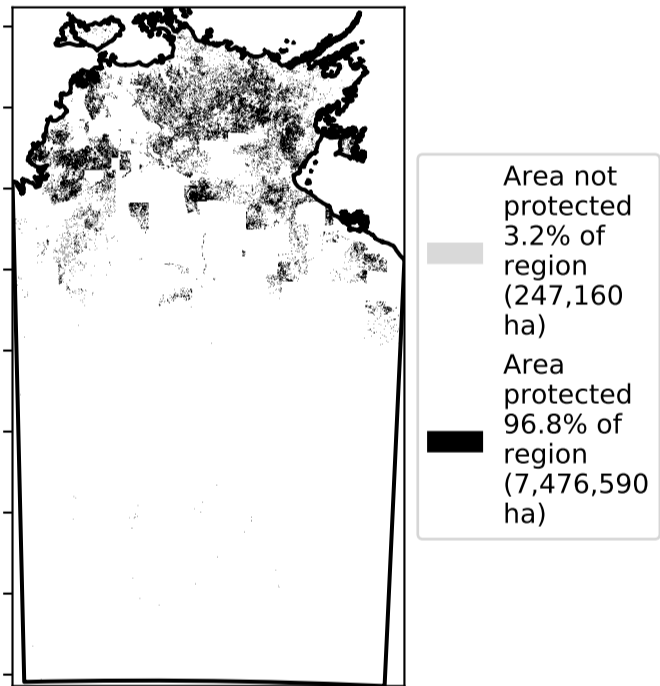 Area not
protected
3.2% of
region
(247,160
ha)
Area
protected
96.8% of
region
(7,476,590
ha)